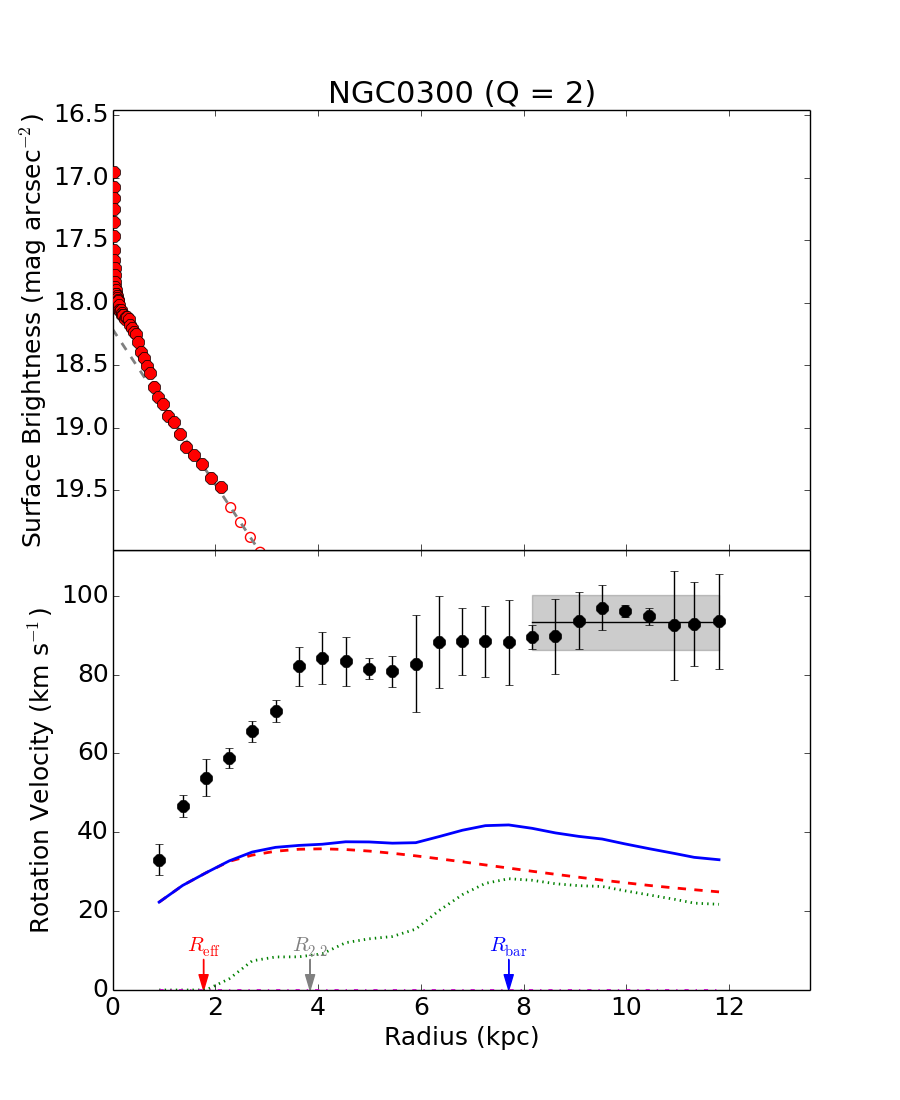 NGC0300 (Q = 2)
Surface Brightness (mag arcsec⁻²)
16.5
17.0
17.5
18.0
18.5
19.0
19.5
Rotation Velocity (km s⁻¹)
100
80
60
40
20
0
R_eff
R_2.2
R_bar
0 2 4 6 8 10 12
Radius (kpc)